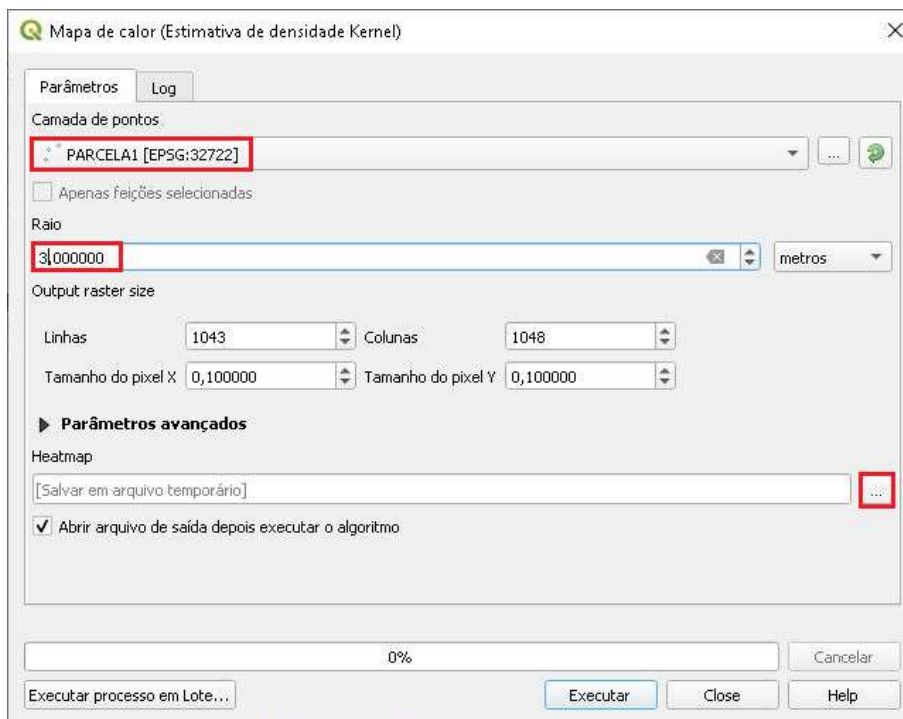 Mapa de calor (Estimativa de densidade Kernel)
Parâmetros Log
Camada de pontos
PARCELA1 [EPSG:32722] ...
Apenas feições selecionadas
Raio
3,000000 metros
Output raster size
Linhas 1043 Colunas 1048
Tamanho do pixel X 0,100000 Tamanho do pixel Y 0,100000
Parâmetros avançados
Heatmap
[Salvar em arquivo temporário] ...
Abrir arquivo de saída depois executar o algoritmo
0% Cancelar
Executar processo em Lote... Executar Close Help